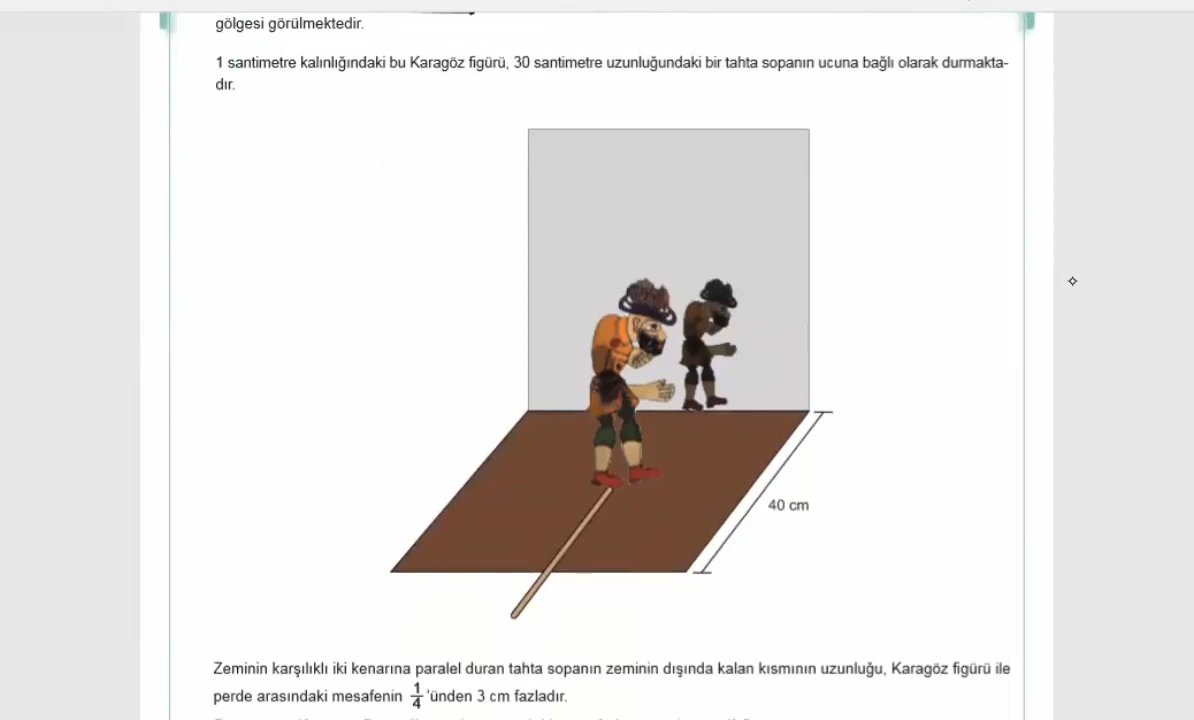 gölgesi görülmektedir.
1 santimetre kalınlığındaki bu Karagöz figürü, 30 santimetre uzunluğundaki bir tahta sopanın ucuna bağlı olarak durmakta-
dır.
40 cm
Zeminin karşılıklı iki kenarına paralel duran tahta sopanın zeminin dışında kalan kısmının uzunluğu, Karagöz figürü ile
perde arasındaki mesafenin 1/4 'ünden 3 cm fazladır.